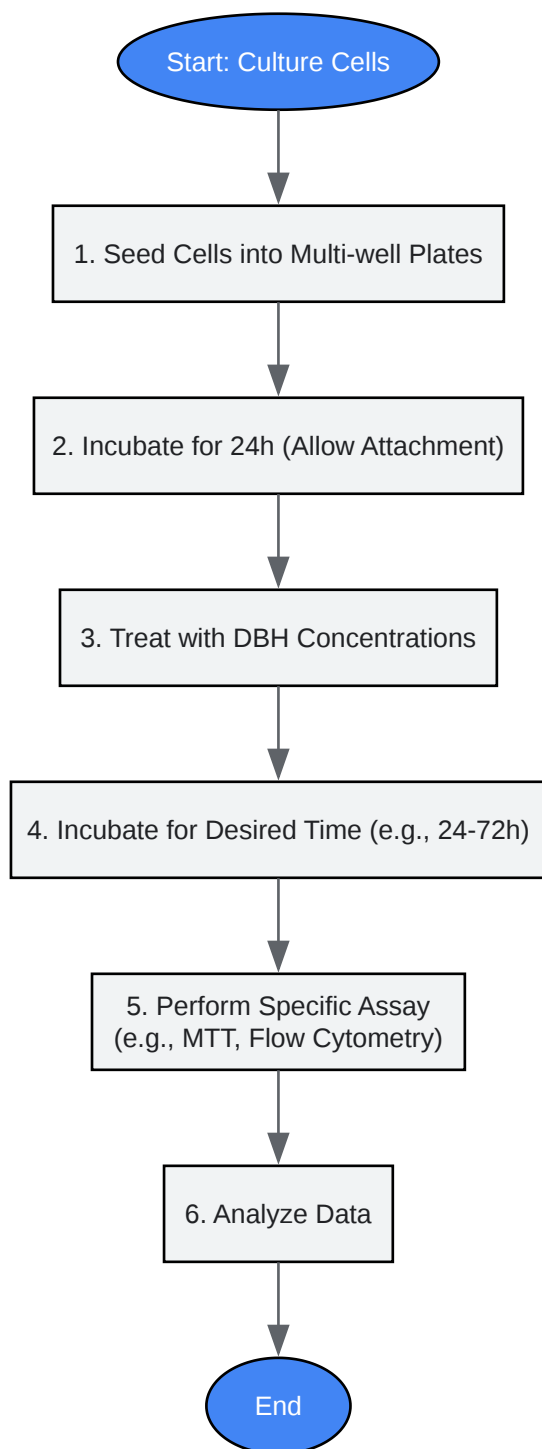 Start: Culture Cells
1. Seed Cells into Multi-well Plates
2. Incubate for 24h (Allow Attachment)
3. Treat with DBH Concentrations
4. Incubate for Desired Time (e.g., 24-72h)
5. Perform Specific Assay
(e.g., MTT, Flow Cytometry)
6. Analyze Data
End